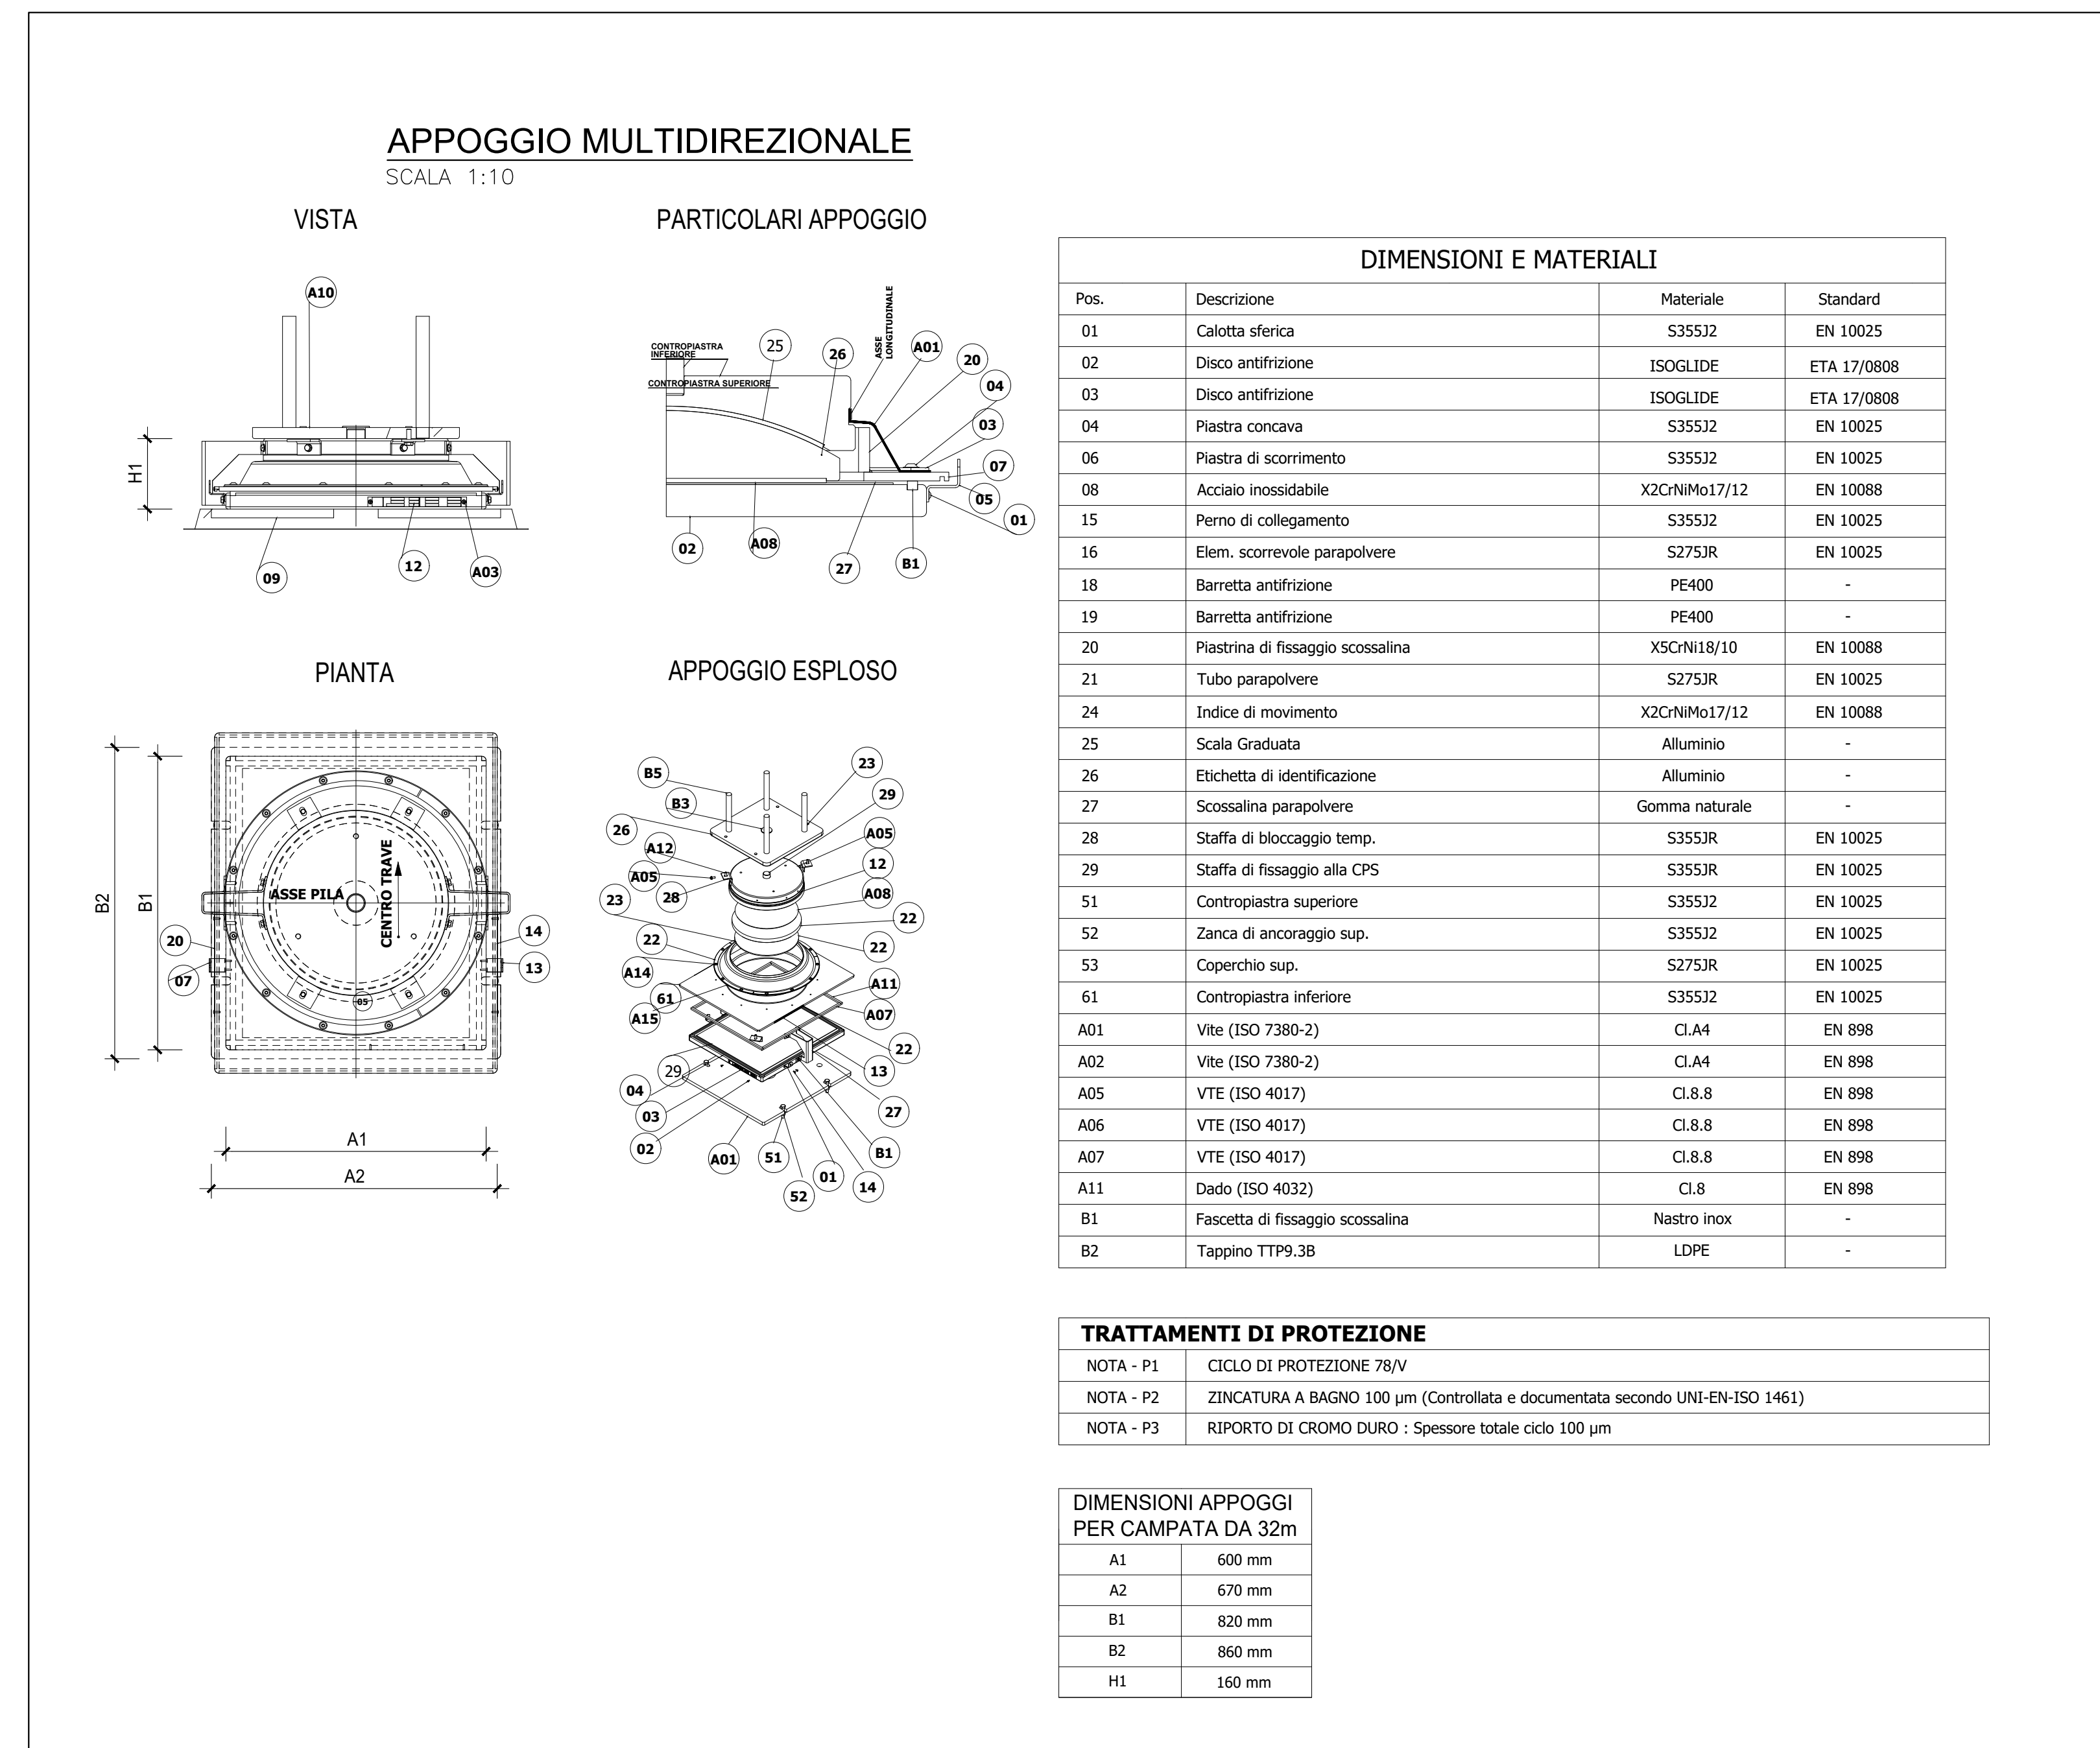 APPOGGIO MULTIDIREZIONALE
SCALA 1:10
VISTA
A10
H1
09
12
A03
PARTICOLARI APPOGGIO
CONTROPIASTRA
INFERIORE
CONTROPIASTRA SUPERIORE
25
26
ASSE
LONGITUDINALE
A01
20
04
03
07
05
01
02
A08
27
B1
PIANTA
B2
B1
ASSE PILA
CENTRO TRAVE
20
07
05
14
13
A1
A2
APPOGGIO ESPLOSO
B5
B3
26
A12
A05
28
23
22
A14
61
A15
29
04
03
02
A01
51
52
01
14
B1
27
13
22
A07
A11
22
22
A08
12
A05
29
23
DIMENSIONI E MATERIALI
Pos. Descrizione Materiale Standard
01 Calotta sferica S355J2 EN 10025
02 Disco antifrizione ISOGLIDE ETA 17/0808
03 Disco antifrizione ISOGLIDE ETA 17/0808
04 Piastra concava S355J2 EN 10025
06 Piastra di scorrimento S355J2 EN 10025
08 Acciaio inossidabile X2CrNiMo17/12 EN 10088
15 Perno di collegamento S355J2 EN 10025
16 Elem. scorrevole parapolvere S275JR EN 10025
18 Barretta antifrizione PE400 -
19 Barretta antifrizione PE400 -
20 Piastrina di fissaggio scossalina X5CrNi18/10 EN 10088
21 Tubo parapolvere S275JR EN 10025
24 Indice di movimento X2CrNiMo17/12 EN 10088
25 Scala Graduata Alluminio -
26 Etichetta di identificazione Alluminio -
27 Scossalina parapolvere Gomma naturale -
28 Staffa di bloccaggio temp. S355JR EN 10025
29 Staffa di fissaggio alla CPS S355JR EN 10025
51 Contropiastra superiore S355J2 EN 10025
52 Zanca di ancoraggio sup. S355J2 EN 10025
53 Coperchio sup. S275JR EN 10025
61 Contropiastra inferiore S355J2 EN 10025
A01 Vite (ISO 7380-2) Cl.A4 EN 898
A02 Vite (ISO 7380-2) Cl.A4 EN 898
A05 VTE (ISO 4017) Cl.8.8 EN 898
A06 VTE (ISO 4017) Cl.8.8 EN 898
A07 VTE (ISO 4017) Cl.8.8 EN 898
A11 Dado (ISO 4032) Cl.8 EN 898
B1 Fascetta di fissaggio scossalina Nastro inox -
B2 Tappino TTP9.3B LDPE -
TRATTAMENTI DI PROTEZIONE
NOTA - P1 CICLO DI PROTEZIONE 78/V
NOTA - P2 ZINCATURA A BAGNO 100 µm (Controllata e documentata secondo UNI-EN-ISO 1461)
NOTA - P3 RIPORTO DI CROMO DURO : Spessore totale ciclo 100 µm
DIMENSIONI APPOGGI
PER CAMPATA DA 32m
A1 600 mm
A2 670 mm
B1 820 mm
B2 860 mm
H1 160 mm